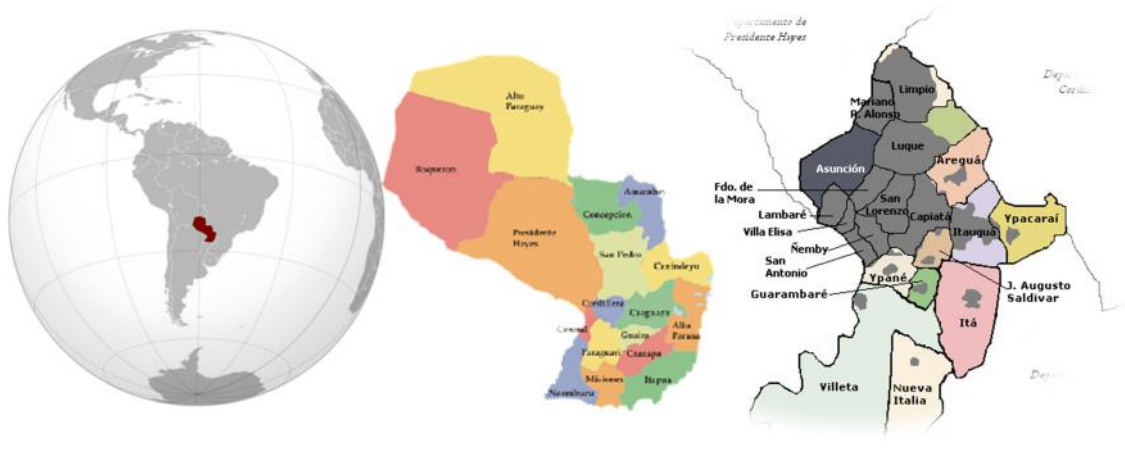 Alto
Paraguay
Boqueron
Presidente
Hayes
Concepcion
Amambay
San Pedro
Canindeyu
Cordillera
Caaguazu
Central
Guaira
Alto
Parana
Paraguari
Caazapa
Misiones
Itapua
Neembucu
Departamento de
Presidente Hayes
Limpio
Mariano
R. Alonso
Luque
Asunción
Areguá
Fdo. de
la Mora
San
Lorenzo
Capiatá
Ypacaraí
Lambaré
Itauguá
Villa Elisa
Ñemby
San
Antonio
Ypané
J. Augusto
Saldivar
Guarambaré
Itá
Villeta
Nueva
Italia